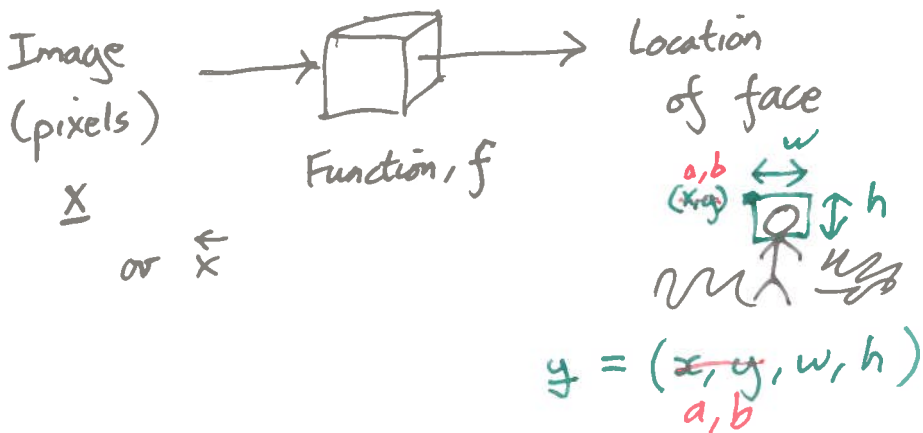 Image
(pixels)
x
or x
Function, f
Location
of face
w
a, b
(x, y)
h
y = (x, y, w, h)
a, b